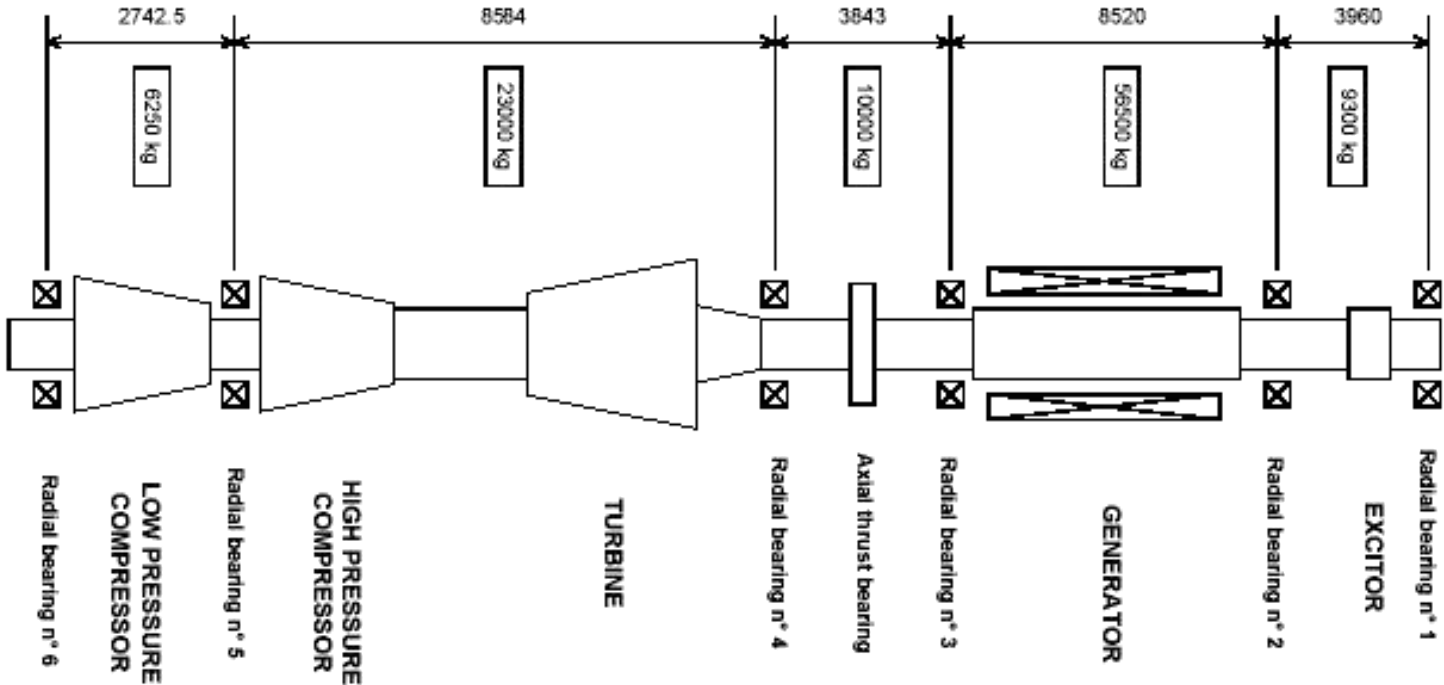 2742.5
8584
3843
8520
3960
6250 kg
23000 kg
10000 kg
56500 kg
9300 kg
Radial bearing n° 6
LOW PRESSURE
COMPRESSOR
Radial bearing n° 5
HIGH PRESSURE
COMPRESSOR
TURBINE
Radial bearing n° 4
Axial thrust bearing
Radial bearing n° 3
GENERATOR
Radial bearing n° 2
EXCITOR
Radial bearing n° 1